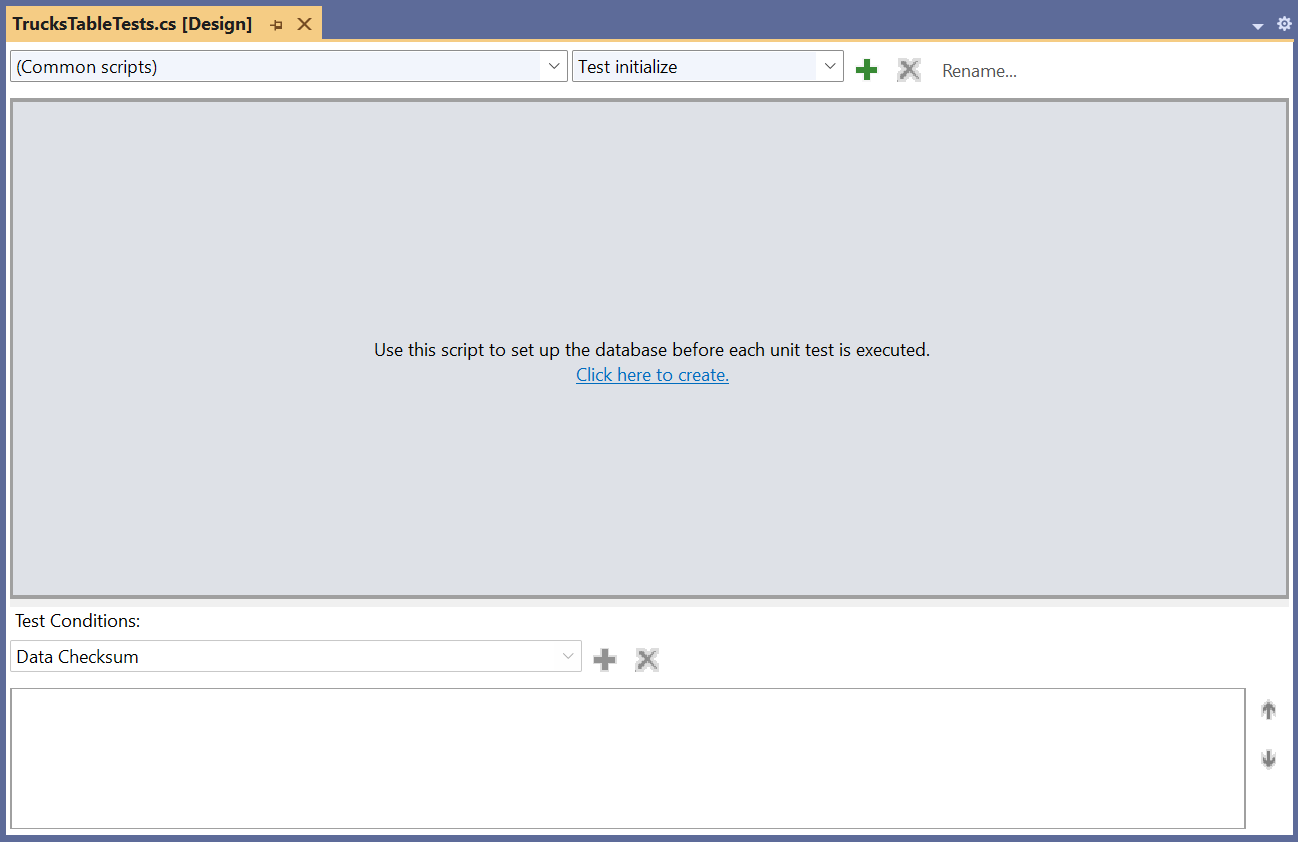 TrucksTableTests.cs [Design]
(Common scripts)
Test initialize
Rename...
Use this script to set up the database before each unit test is executed.
Click here to create.
Test Conditions:
Data Checksum